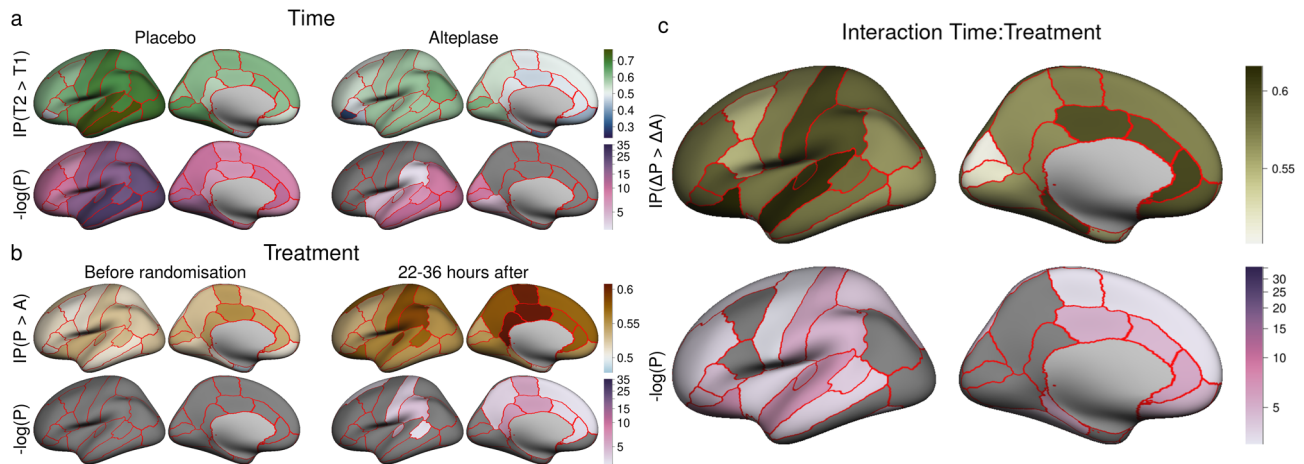 a
Time
Placebo
Alteplase
IP(T2 > T1)
0.7
0.6
0.5
0.4
0.3
-log(P)
35
25
15
10
5
b
Treatment
Before randomisation
22-36 hours after
IP(P > A)
0.6
0.55
0.5
-log(P)
35
25
15
10
5
c
Interaction Time:Treatment
IP(ΔP > ΔA)
0.6
0.55
-log(P)
30
25
20
15
10
5